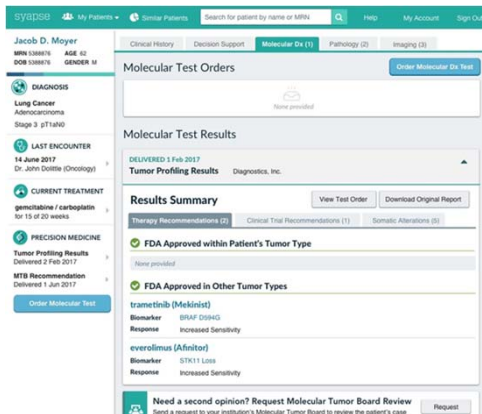 syapse
My Patients
Similar Patients
Search for patient by name or MRN
Help
My Account
Sign Out
Jacob D. Moyer
MRN 5388876 AGE 62
DOB 5388876 GENDER M
DIAGNOSIS
Lung Cancer
Adenocarcinoma
Stage 3 pT1aN0
LAST ENCOUNTER
14 June 2017
Dr. John Dolittle (Oncology)
CURRENT TREATMENT
gemcitabine / carboplatin
for 15 of 20 weeks
PRECISION MEDICINE
Tumor Profiling Results
Delivered 2 Feb 2017
MTB Recommendation
Delivered 1 Jun 2017
Order Molecular Test
Clinical History
Decision Support
Molecular Dx (1)
Pathology (2)
Imaging (3)
Molecular Test Orders
Order Molecular Dx Test
None provided
Molecular Test Results
DELIVERED 1 Feb 2017
Tumor Profiling Results Diagnostics, Inc.
Results Summary
View Test Order
Download Original Report
Therapy Recommendations (2)
Clinical Trial Recommendations (1)
Somatic Alterations (5)
FDA Approved within Patient's Tumor Type
None provided
FDA Approved in Other Tumor Types
trametinib (Mekinist)
Biomarker BRAF D594G
Response Increased Sensitivity
everolimus (Afinitor)
Biomarker STK11 Loss
Response Increased Sensitivity
Need a second opinion? Request Molecular Tumor Board Review
Send a request to your institution's Molecular Tumor Board to review the patient's case
Request